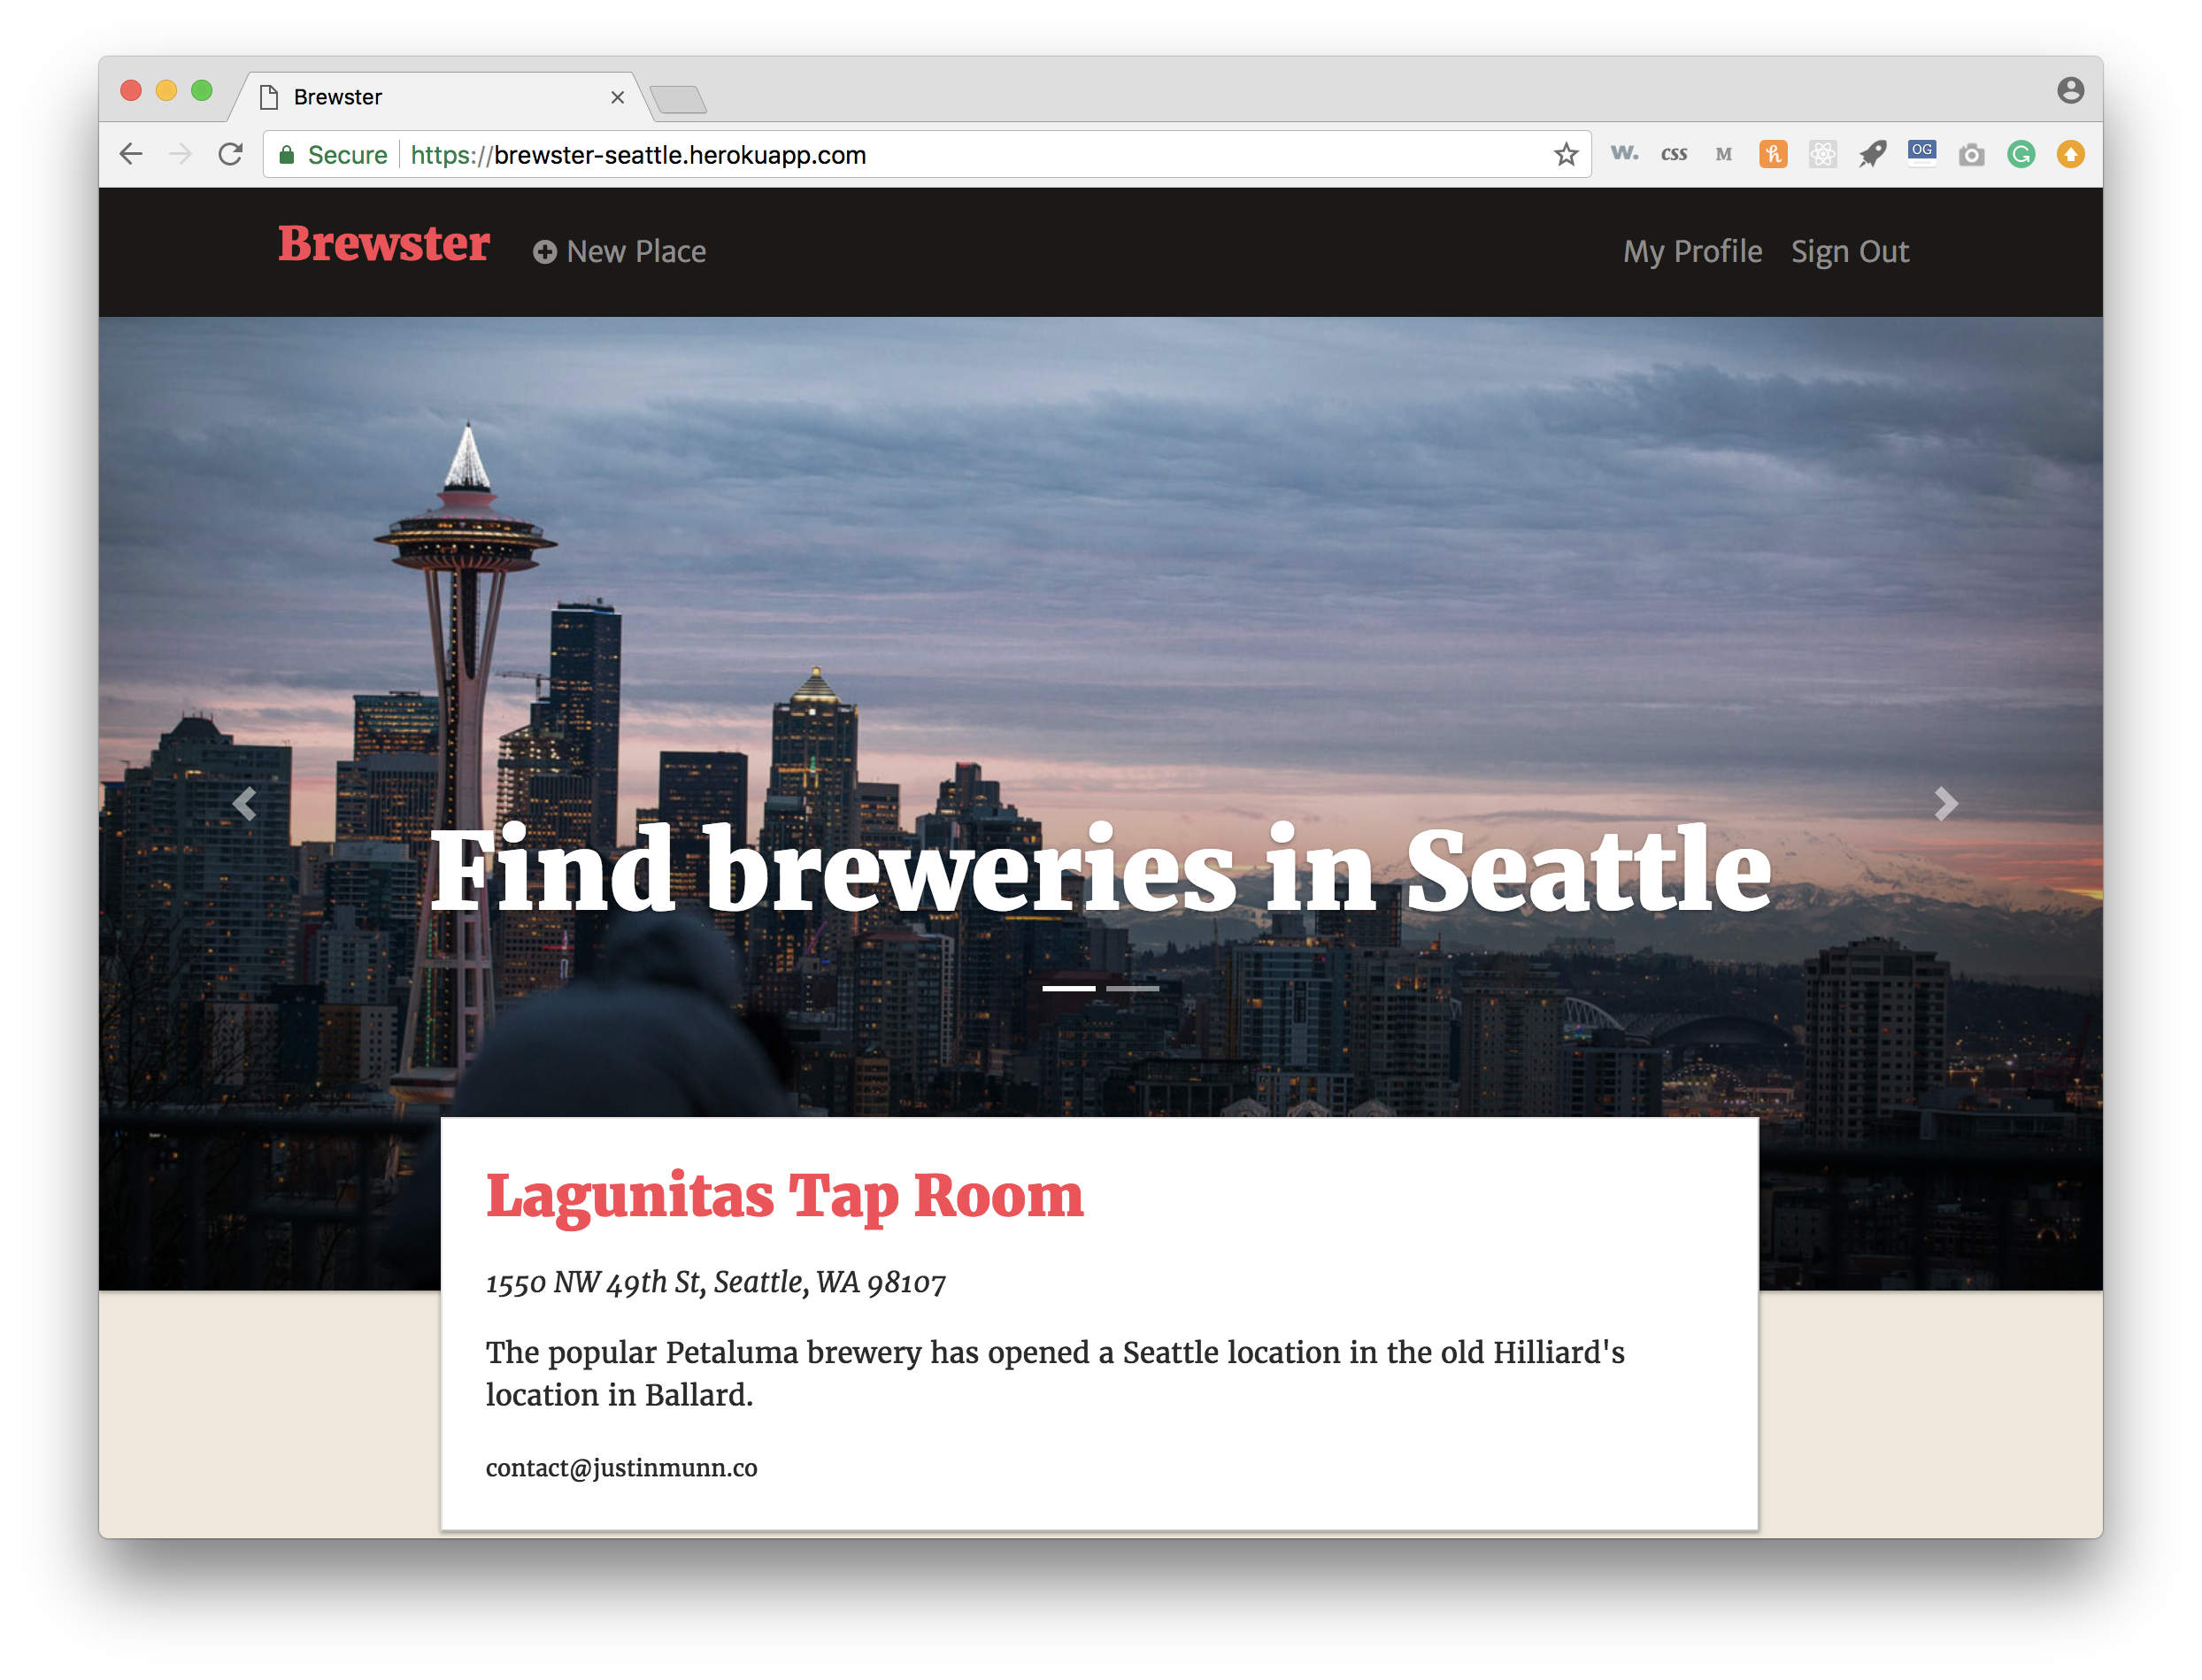 Brewster
Secure https://brewster-seattle.herokuapp.com
W. CSS M h OG G
Brewster New Place My Profile Sign Out
Find breweries in Seattle
Lagunitas Tap Room
1550 NW 49th St, Seattle, WA 98107
The popular Petaluma brewery has opened a Seattle location in the old Hilliard's
location in Ballard.
contact@justinmunn.co